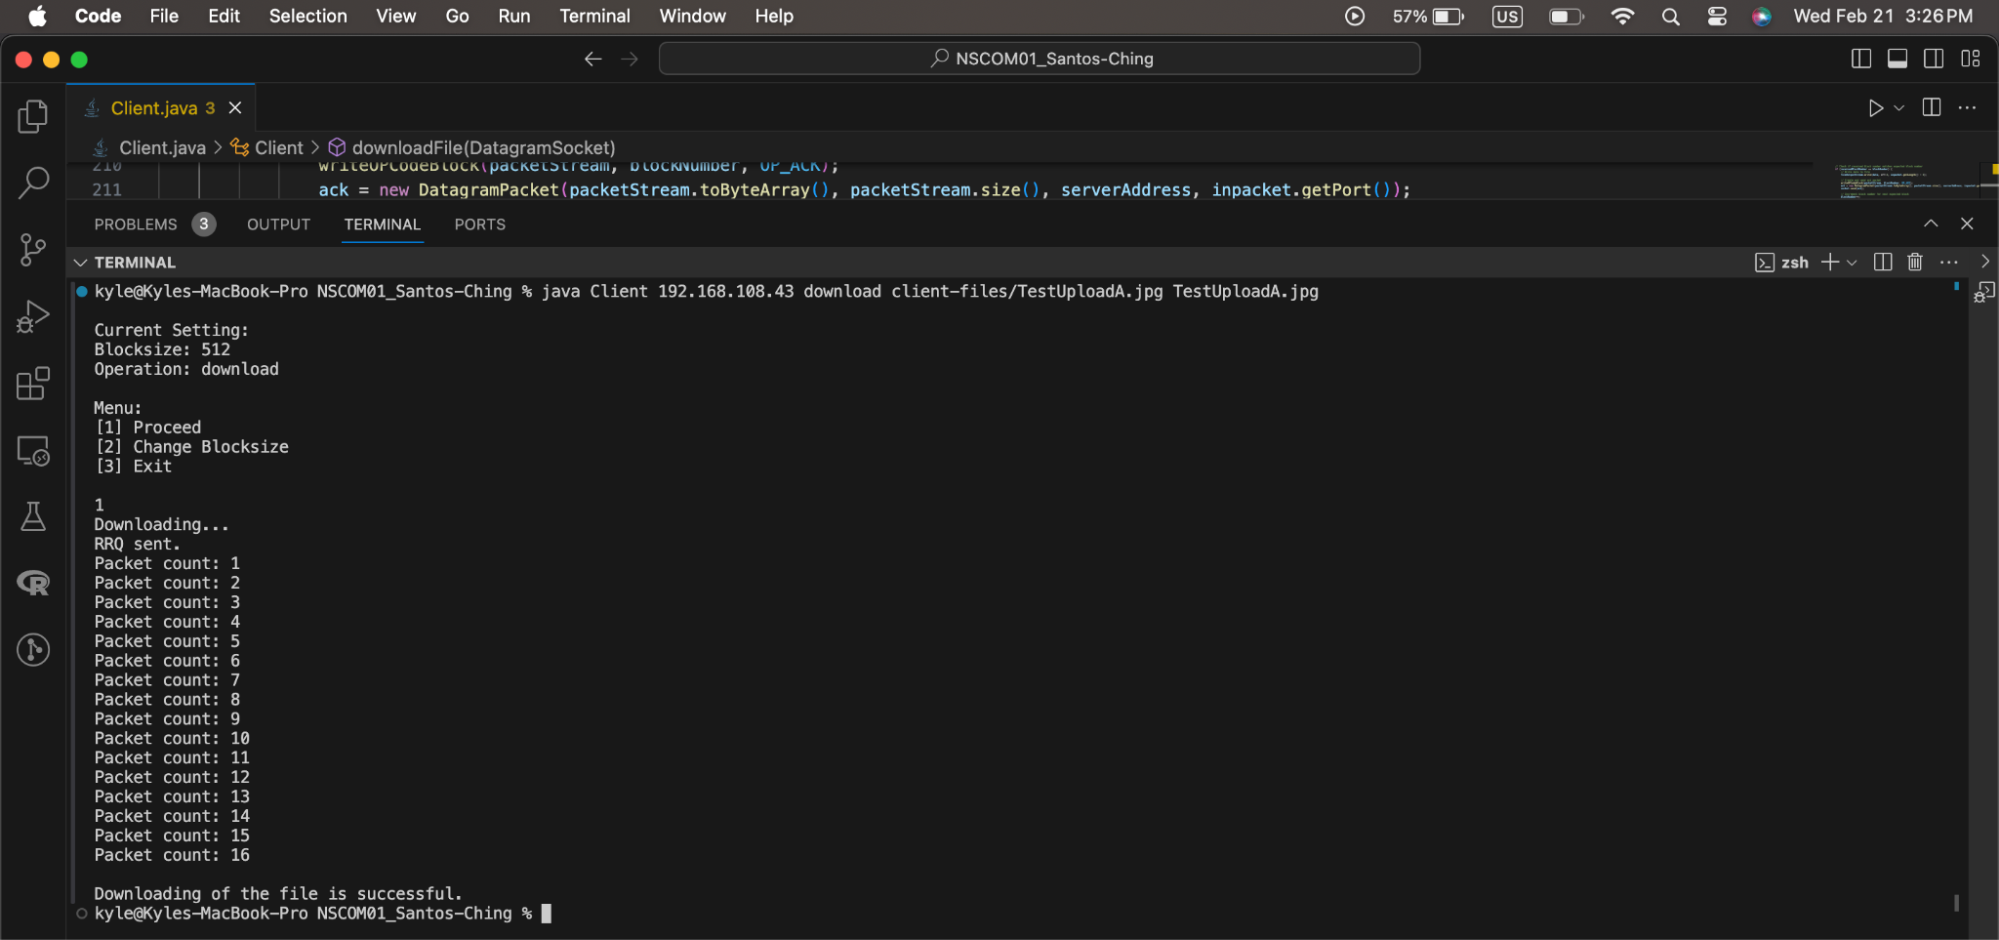 Code File Edit Selection View Go Run Terminal Window Help 57% US Wed Feb 21 3:26 PM
NSCOM01_Santos-Ching
Client.java 3
Client.java > Client > downloadFile(DatagramSocket)
210 writeOPCodeBlock(packetStream, blockNumber, OP_ACK);
211 ack = new DatagramPacket(packetStream.toByteArray(), packetStream.size(), serverAddress, inpacket.getPort());
PROBLEMS 3 OUTPUT TERMINAL PORTS
TERMINAL zsh
kyle@Kyles-MacBook-Pro NSCOM01_Santos-Ching % java Client 192.168.108.43 download client-files/TestUploadA.jpg TestUploadA.jpg
Current Setting:
Blocksize: 512
Operation: download
Menu:
[1] Proceed
[2] Change Blocksize
[3] Exit
1
Downloading...
RRQ sent.
Packet count: 1
Packet count: 2
Packet count: 3
Packet count: 4
Packet count: 5
Packet count: 6
Packet count: 7
Packet count: 8
Packet count: 9
Packet count: 10
Packet count: 11
Packet count: 12
Packet count: 13
Packet count: 14
Packet count: 15
Packet count: 16
Downloading of the file is successful.
kyle@Kyles-MacBook-Pro NSCOM01_Santos-Ching %